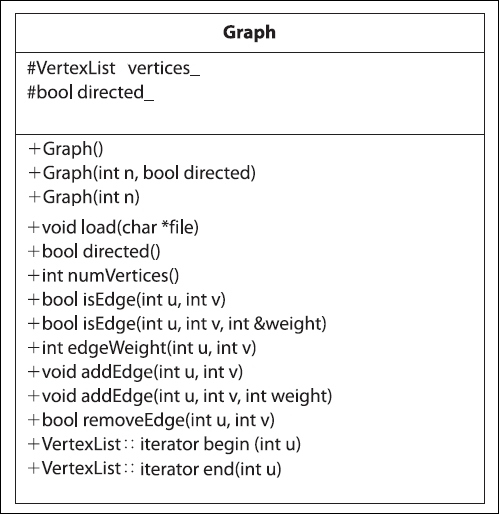 Graph
#VertexList vertices_
#bool directed_
+Graph()
+Graph(int n, bool directed)
+Graph(int n)
+void load(char *file)
+bool directed()
+int numVertices()
+bool isEdge(int u, int v)
+bool isEdge(int u, int v, int &weight)
+int edgeWeight(int u, int v)
+void addEdge(int u, int v)
+void addEdge(int u, int v, int weight)
+bool removeEdge(int u, int v)
+VertexList:: iterator begin (int u)
+VertexList:: iterator end(int u)